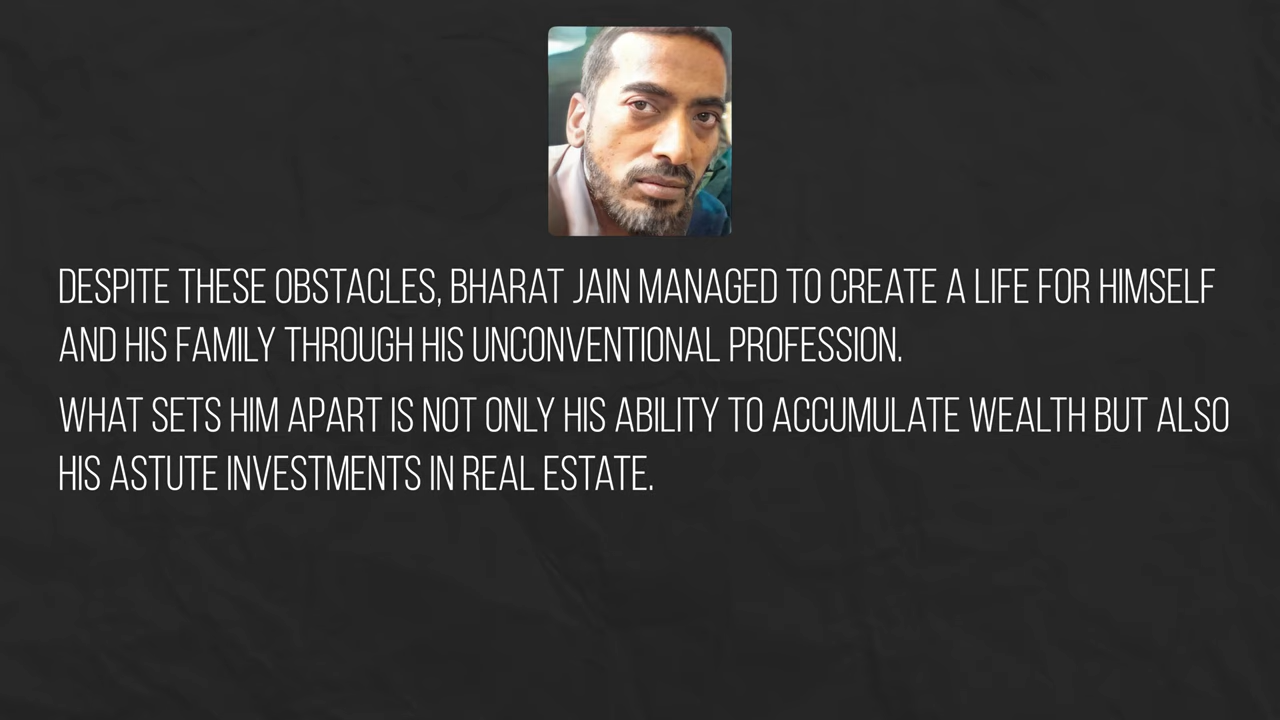 DESPITE THESE OBSTACLES, BHARAT JAIN MANAGED TO CREATE A LIFE FOR HIMSELF
AND HIS FAMILY THROUGH HIS UNCONVENTIONAL PROFESSION.
WHAT SETS HIM APART IS NOT ONLY HIS ABILITY TO ACCUMULATE WEALTH BUT ALSO
HIS ASTUTE INVESTMENTS IN REAL ESTATE.